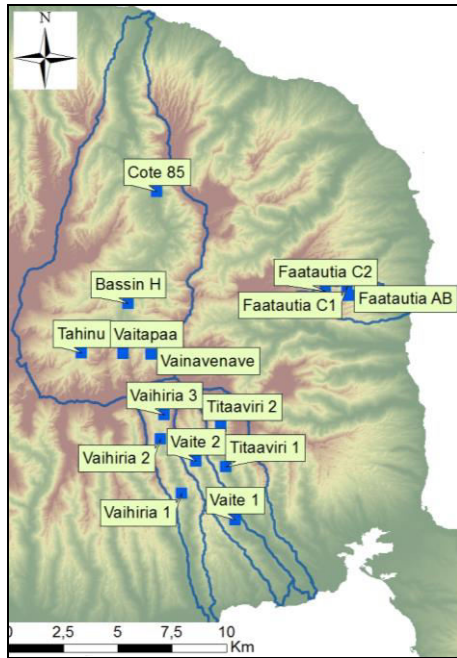 N
Cote 85
Faatautia C2
Bassin H
Faatautia C1
Faatautia AB
Tahinu
Vaitapaa
Vainavenave
Vaihiria 3
Titaaviri 2
Vaihiria 2
Vaite 2
Titaaviri 1
Vaihiria 1
Vaite 1
0 2,5 5 7,5 10
Km